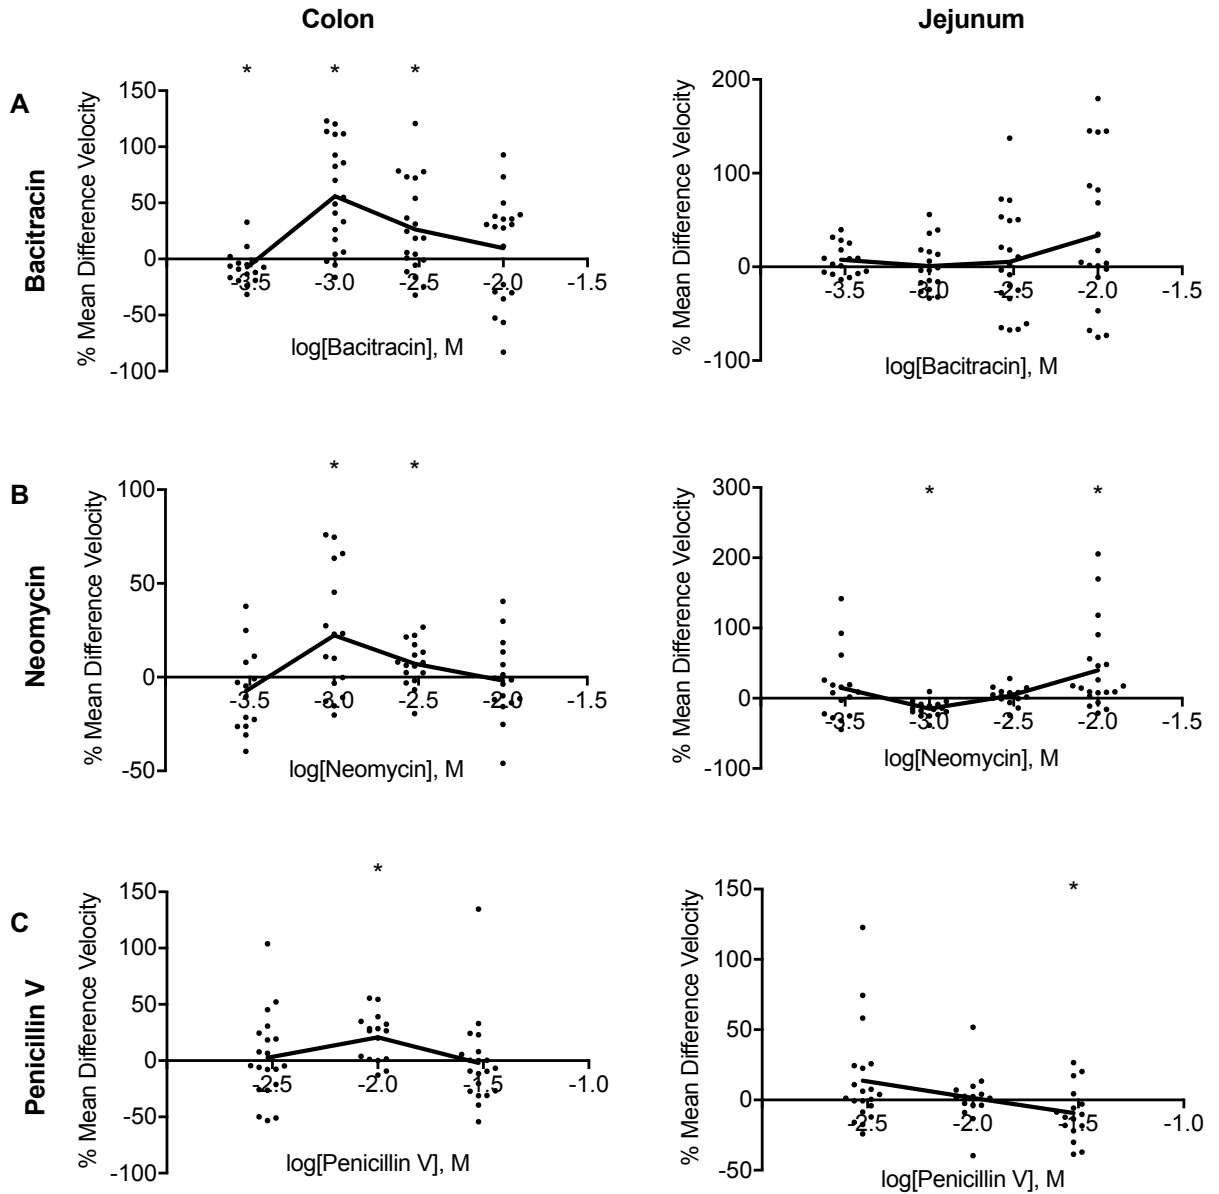 Colon
Jejunum
A
Bacitracin
* * *
% Mean Difference Velocity
150
100
50
0
-50
-100
-3.5 -3.0 -2.5 -2.0 -1.5
log[Bacitracin], M
% Mean Difference Velocity
200
100
0
-100
-3.5 -3.0 -2.5 -2.0 -1.5
log[Bacitracin], M
B
Neomycin
* *
% Mean Difference Velocity
100
50
0
-50
-3.5 -3.0 -2.5 -2.0 -1.5
log[Neomycin], M
* *
% Mean Difference Velocity
300
200
100
0
-100
-3.5 -3.0 -2.5 -2.0 -1.5
log[Neomycin], M
C
Penicillin V
*
% Mean Difference Velocity
150
100
50
0
-50
-100
-2.5 -2.0 -1.5 -1.0
log[Penicillin V], M
*
% Mean Difference Velocity
150
100
50
0
-50
-2.5 -2.0 -1.5 -1.0
log[Penicillin V], M